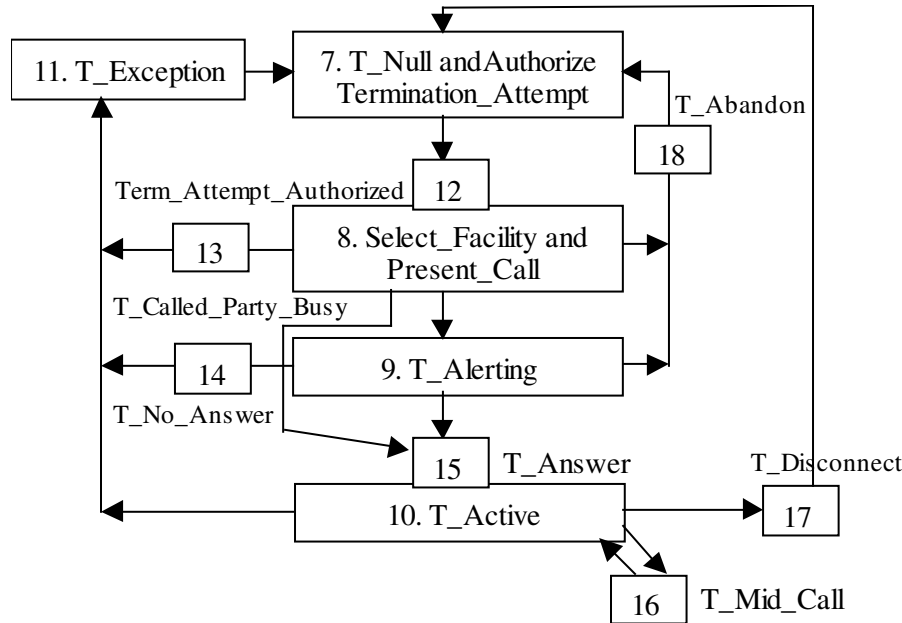 11. T_Exception
7. T_Null andAuthorize
Termination_Attempt
T_Abandon
18
Term_Attempt_Authorized
12
13
8. Select_Facility and
Present_Call
T_Called_Party_Busy
14
9. T_Alerting
T_No_Answer
15
T_Answer
T_Disconnect
10. T_Active
17
16
T_Mid_Call